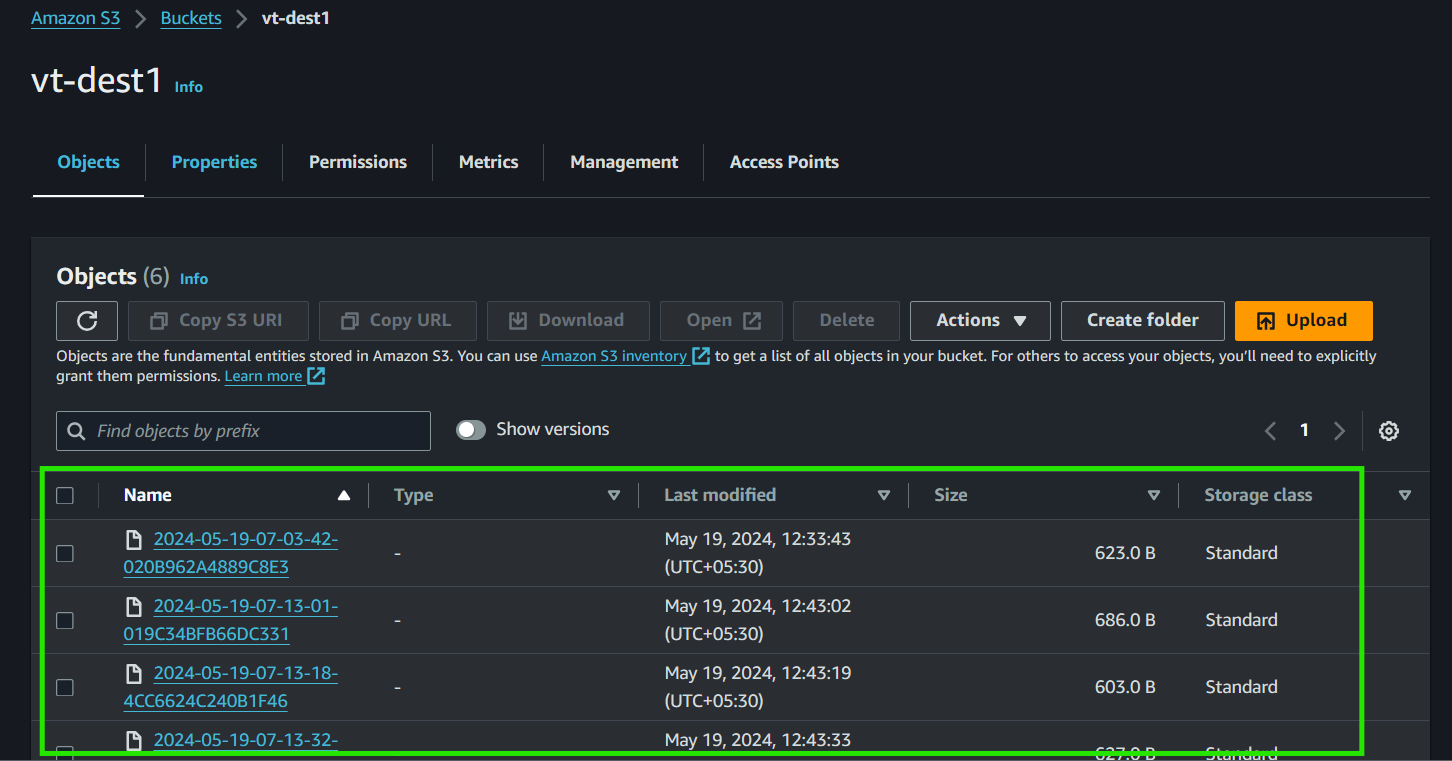 Amazon S3 > Buckets > vt-dest1
vt-dest1 Info
Objects Properties Permissions Metrics Management Access Points
Objects (6) Info
Copy S3 URI Copy URL Download Open Delete Actions Create folder Upload
Objects are the fundamental entities stored in Amazon S3. You can use Amazon S3 inventory to get a list of all objects in your bucket. For others to access your objects, you'll need to explicitly
grant them permissions. Learn more
Find objects by prefix Show versions 1
Name Type Last modified Size Storage class
2024-05-19-07-03-42- May 19, 2024, 12:33:43
- 623.0 B Standard
020B962A4889C8E3 (UTC+05:30)
2024-05-19-07-13-01- May 19, 2024, 12:43:02
- 686.0 B Standard
019C34BFB66DC331 (UTC+05:30)
2024-05-19-07-13-18- May 19, 2024, 12:43:19
- 603.0 B Standard
4CC6624C240B1F46 (UTC+05:30)
2024-05-19-07-13-32- May 19, 2024, 12:43:33
627.0 B Standard